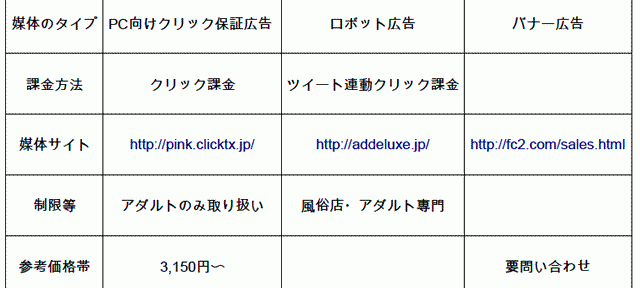 媒体のタイプ PC向けクリック保証広告 ロボット広告 バナー広告
課金方法 クリック課金 ツイート連動クリック課金
媒体サイト http://pink.clicktx.jp/ http://addeluxe.jp/ http://fc2.com/sales.html
制限等 アダルトのみ取り扱い 風俗店・アダルト専門
参考価格帯 3,150円～ 要問い合わせ